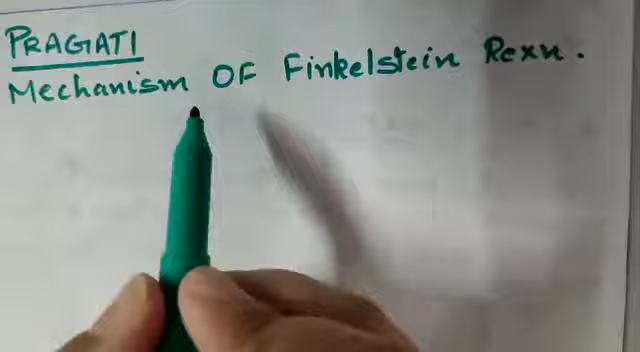 PRAGATI
Mechanism OF Finkelstein Rexn.